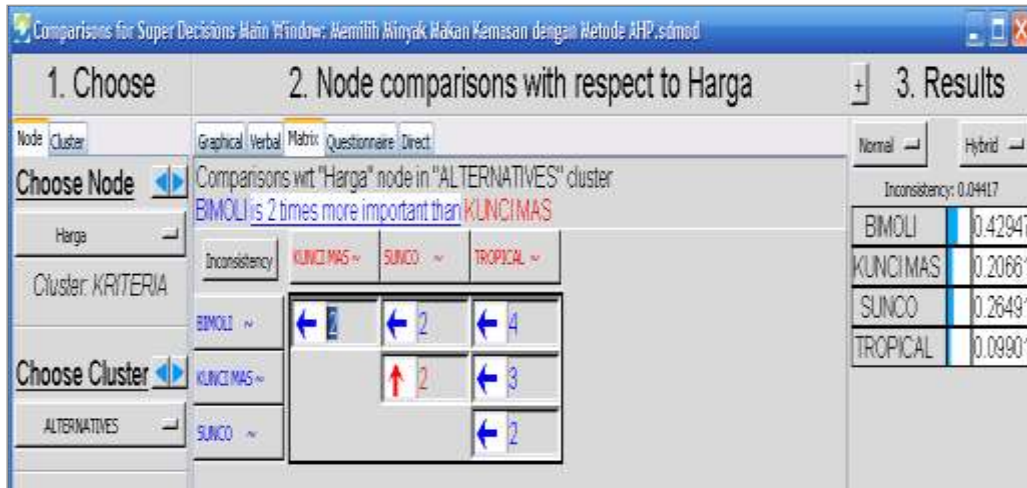 Comparisons for Super Decisions Main Window: Memilih Minyak Makan Kemasan dengan Metode AHP.sdmod
1. Choose
2. Node comparisons with respect to Harga
+
3. Results
Node Cluster
Graphical Verbal Matrix Questionnaire Direct
Normal
Hybrid
Choose Node
Harga
Cluster: KRITERIA
Choose Cluster
ALTERNATIVES
Comparisons wrt "Harga" node in "ALTERNATIVES" cluster
BIMOLI is 2 times more important than KUNCI MAS
Inconsistency KUNCI MAS ~ SUNCO ~ TROPICAL ~
BIMOLI ~ 2 2 4
KUNCI MAS ~ 2 3
SUNCO ~ 2
Inconsistency: 0.04417
BIMOLI 0.42947
KUNCI MAS 0.20661
SUNCO 0.26491
TROPICAL 0.09901